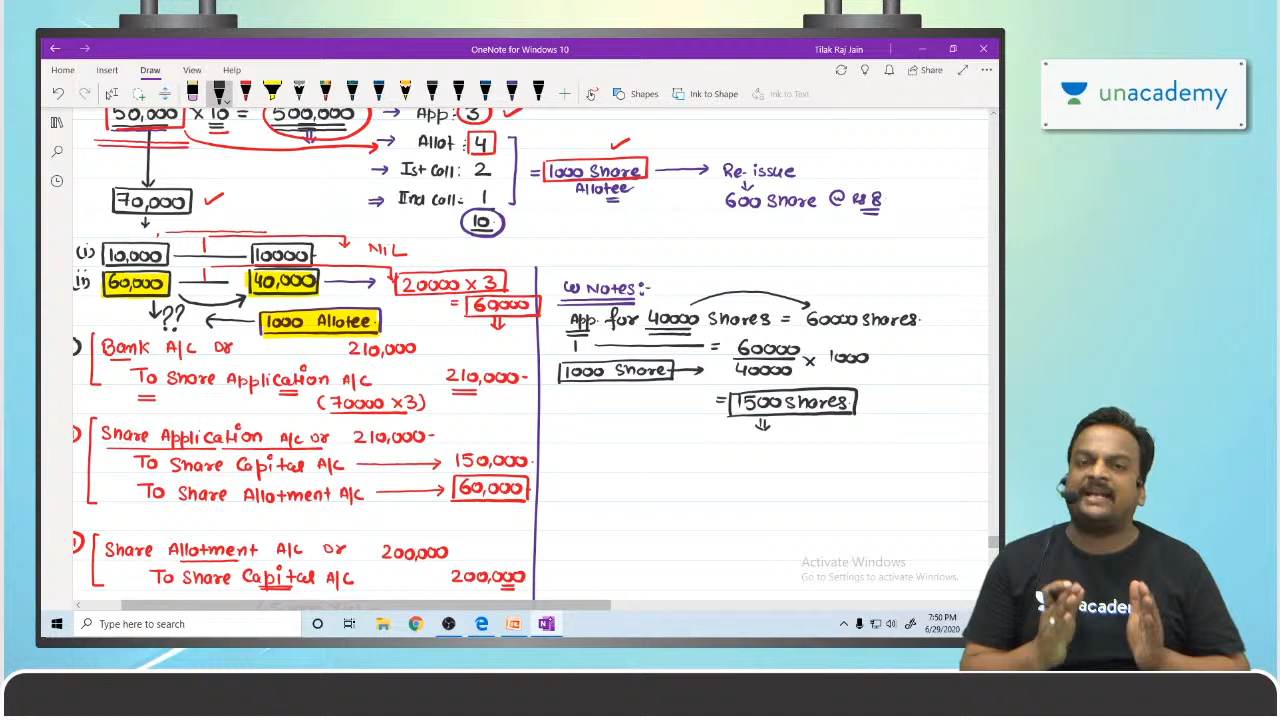 OneNote for Windows 10
Tilak Raj Jain
Home Insert Draw View Help
Share
Shapes
Ink to Shape
Ink to Text
unacademy
50,000 x 10 = 500,000
→ App: 3
→ Allot: 4
→ Ist Call: 2
⇒ IInd Call: 1
10
= 1000 Share
Allotee
Re-issue
600 Share @ Rs 8
70,000
(i) 10,000 10000 NiL
60,000 40,000 20000 x 3
= 60000
??
1000 Allotee
Bank A/C Dr 210,000
To Share Application A/C 210,000-
(70000 x3)
Share Application A/C Dr 210,000-
To Share Capital A/C → 150,000
To Share Allotment A/C → 60,000
Share Allotment A/C Dr 200,000
To Share Capital A/C 200,000
W Notes:-
App. for 40000 Shares = 60000 shares.
1 = 60000
40000 x 1000
1000 Share →
= 1500 shares
Activate Windows
Go to Settings to activate Windows.
Type here to search
7:50 PM
6/29/2020
unacademy